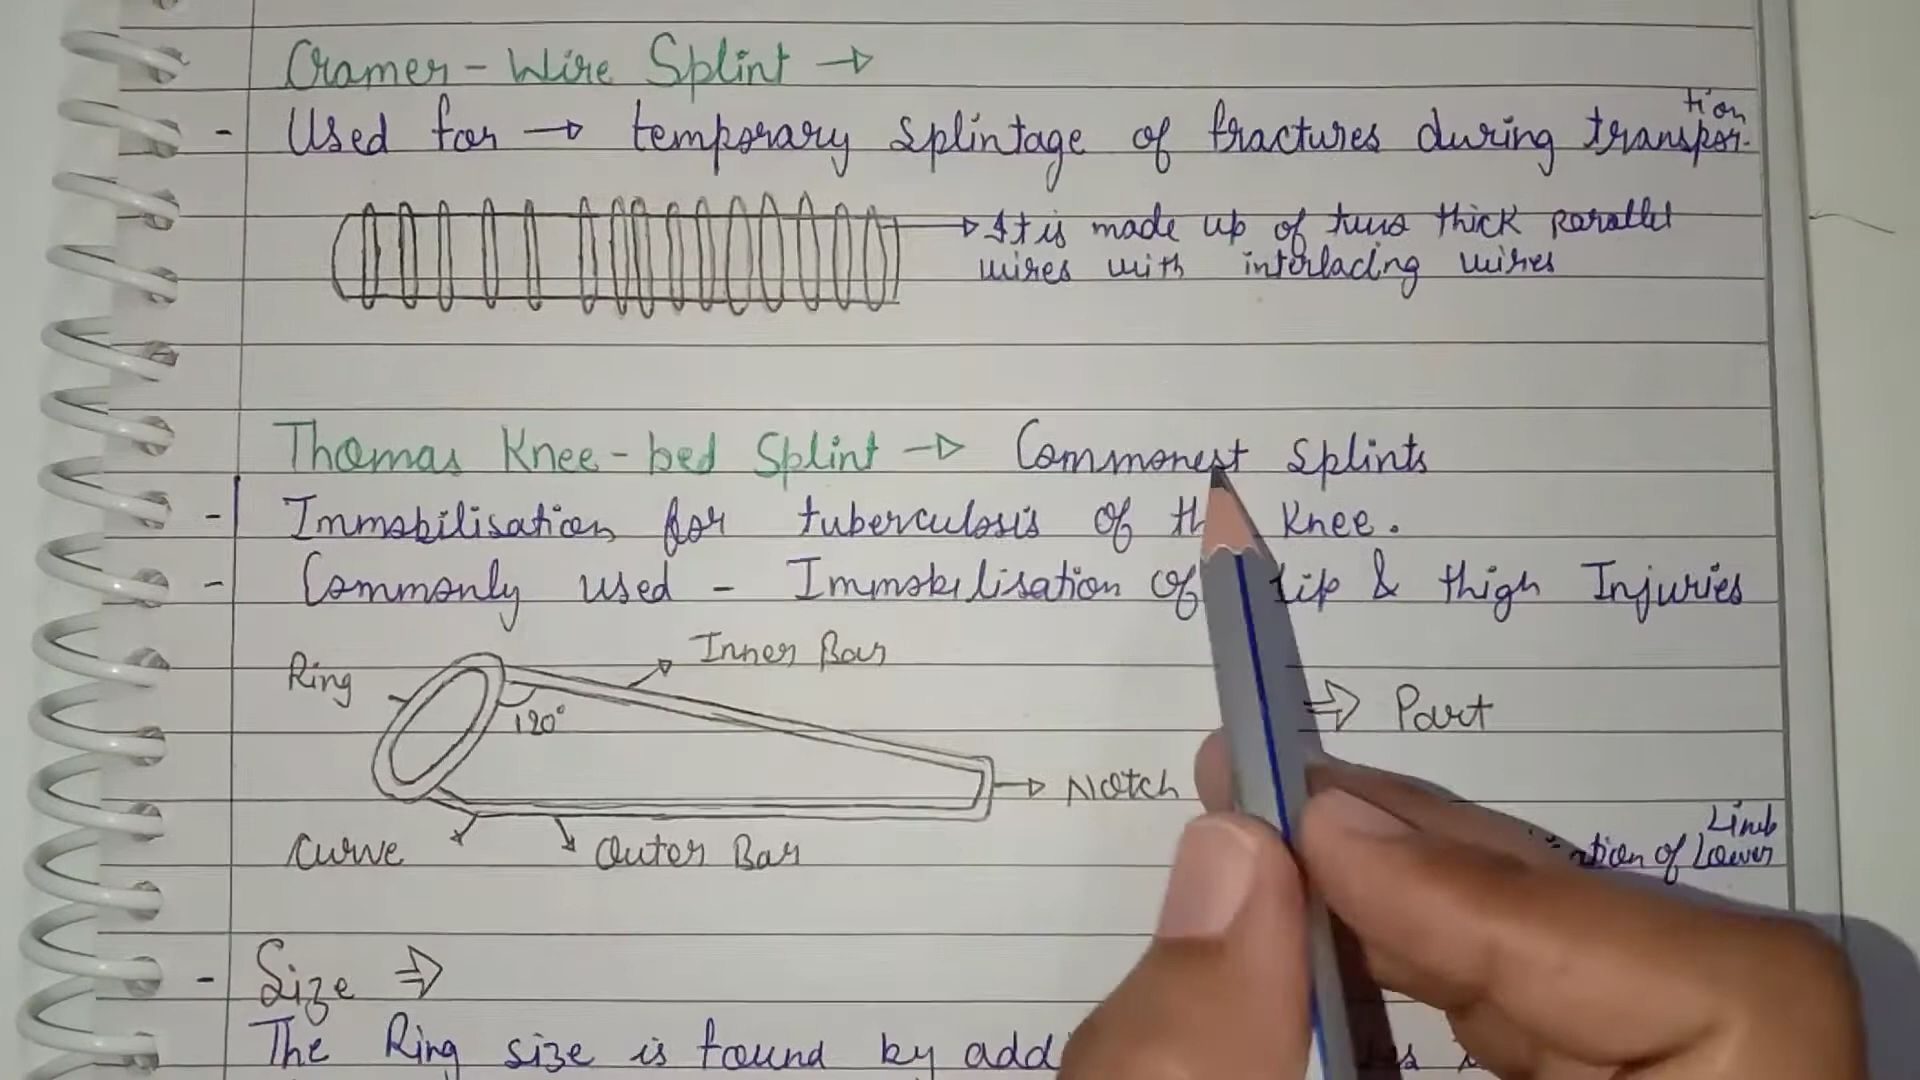 Cramer - Wire Splint →
- Used for → temporary splintage of fractures during transpor-
tion
→ It is made up of two thick parallel
wires with interlacing wires
Thomas Knee-bed Splint → Commonest Splints
- Immobilisation for tuberculosis of Knee.
- Commonly used - Immobilisation of & thigh Injuries
Inner Bar
Ring
120°
⇒ Part
→ Notch
Curve
Outer Bar
Limb
of Lower
- Size ⇒
The Ring size is found by add